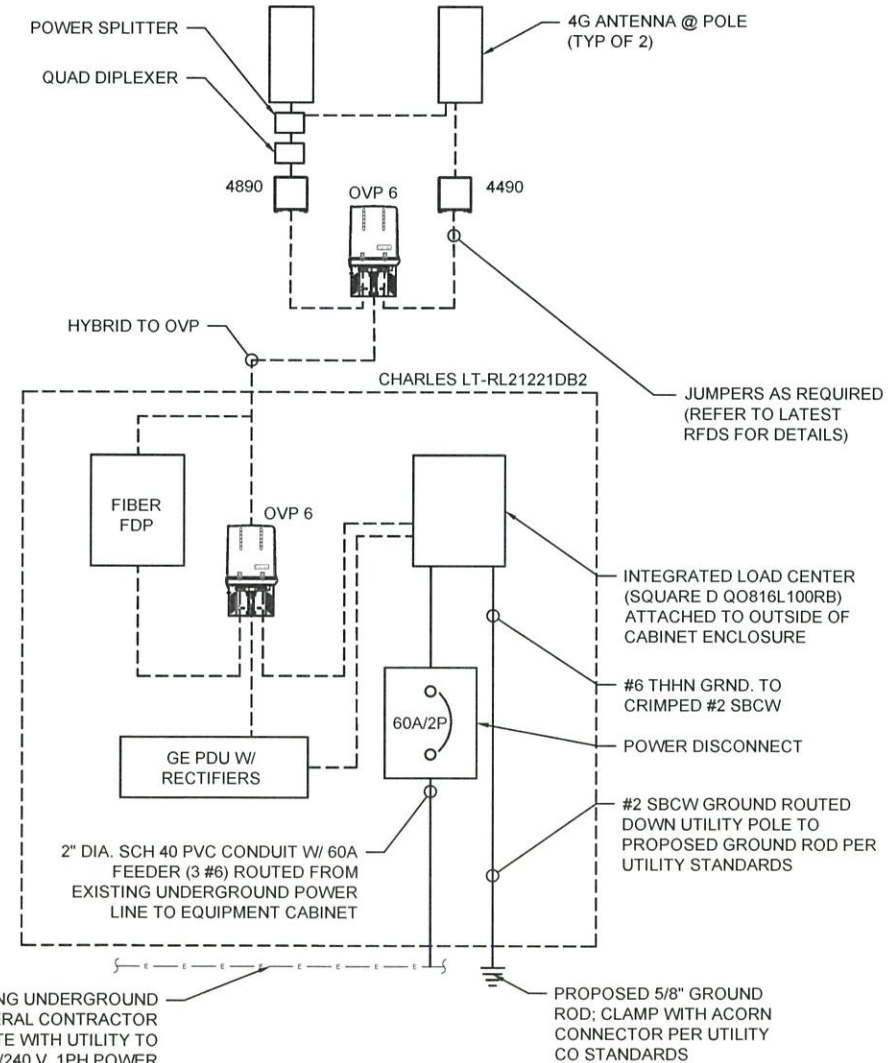 POWER SPLITTER
QUAD DIPLEXER
4G ANTENNA @ POLE
(TYP OF 2)
4890
OVP 6
4490
HYBRID TO OVP
CHARLES LT-RL21221DB2
JUMPERS AS REQUIRED
(REFER TO LATEST
RFDS FOR DETAILS)
FIBER
FDP
OVP 6
INTEGRATED LOAD CENTER
(SQUARE D QO816L100RB)
ATTACHED TO OUTSIDE OF
CABINET ENCLOSURE
#6 THHN GRND. TO
CRIMPED #2 SBCW
60A/2P
POWER DISCONNECT
GE PDU W/
RECTIFIERS
#2 SBCW GROUND ROUTED
DOWN UTILITY POLE TO
PROPOSED GROUND ROD PER
UTILITY STANDARDS
2" DIA. SCH 40 PVC CONDUIT W/ 60A
FEEDER (3 #6) ROUTED FROM
EXISTING UNDERGROUND POWER
LINE TO EQUIPMENT CABINET
E E E E E E E
UNDERGROUND
CONTRACTOR
WITH UTILITY TO
/240 V, 1PH POWER
PROPOSED 5/8" GROUND
ROD; CLAMP WITH ACORN
CONNECTOR PER UTILITY
CO STANDARDS